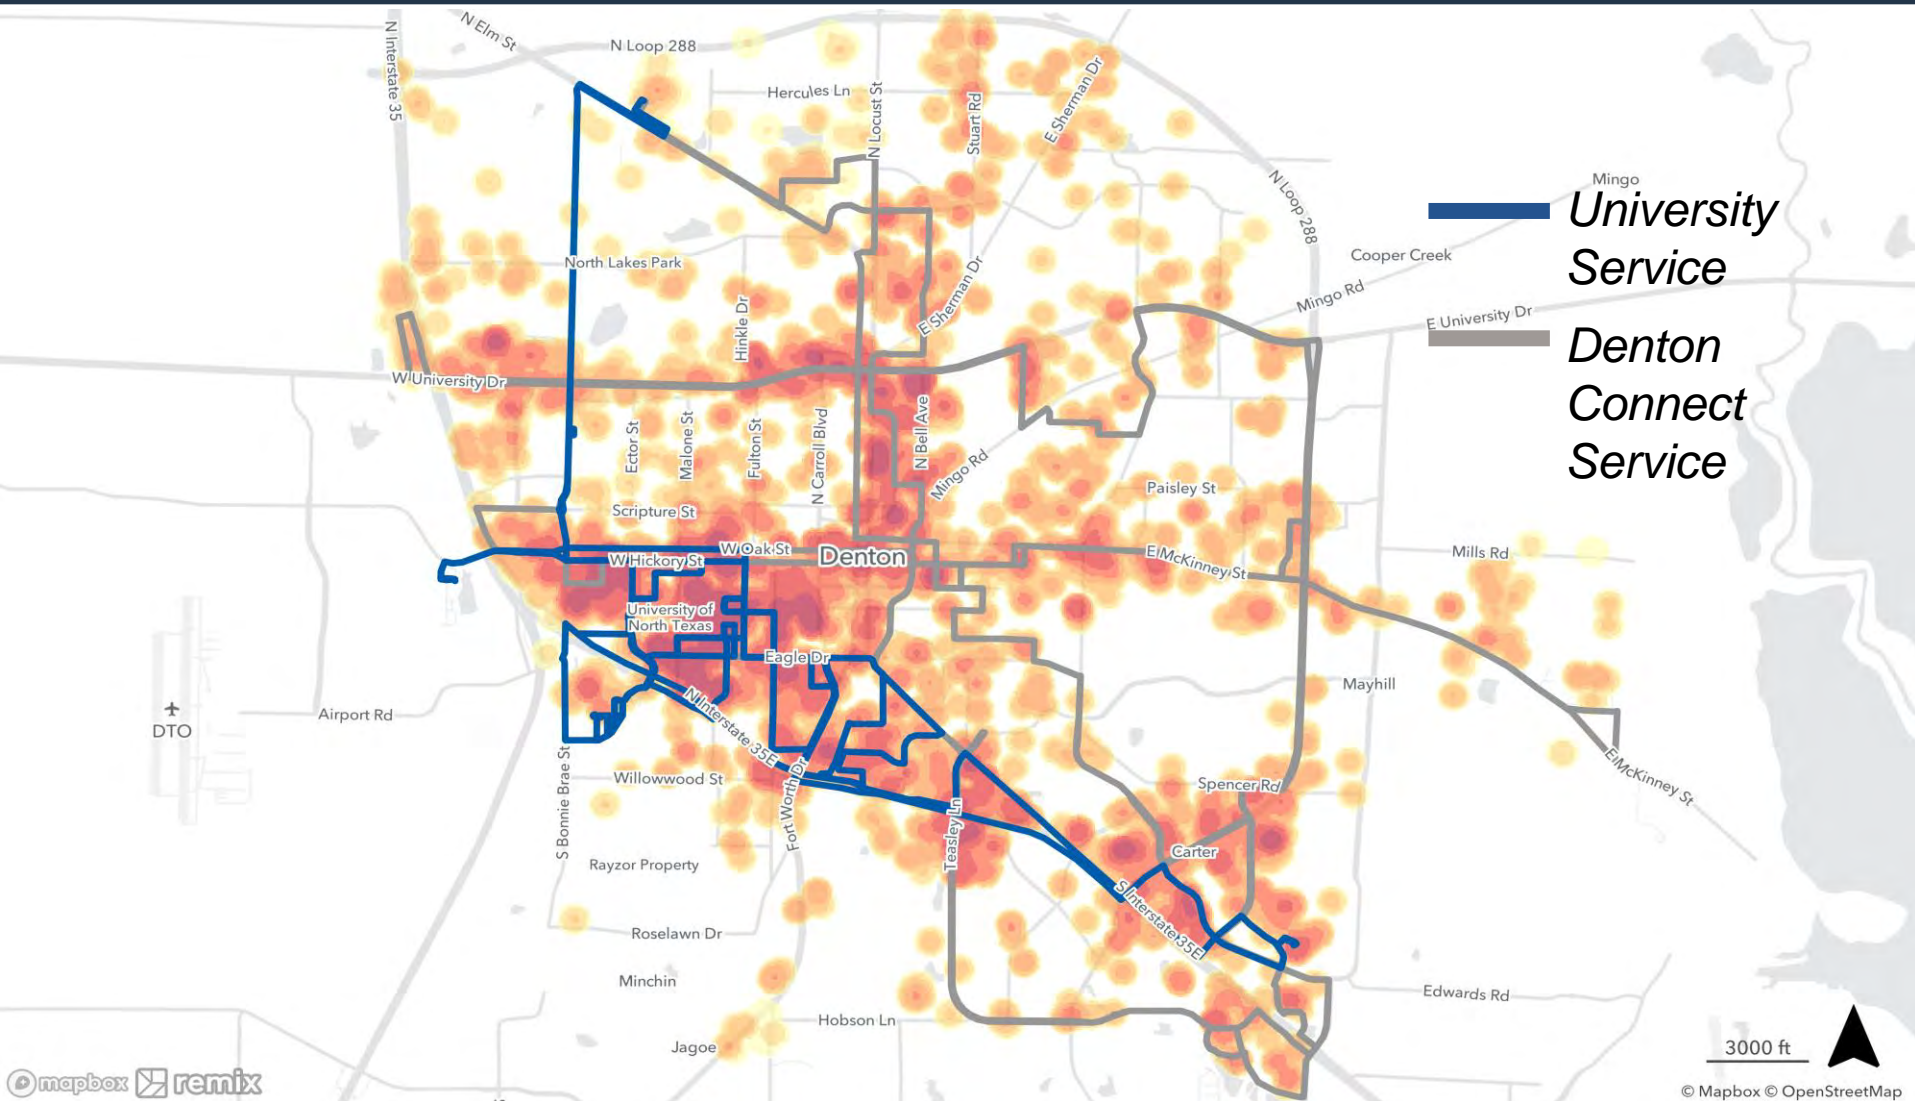 N Elm St
N Loop 288
N Interstate 35
Hercules Ln
N Locust St
Stuart Rd
E Sherman Dr
N Loop 288
Mingo
University
Service
Cooper Creek
North Lakes Park
Mingo Rd
E University Dr
Hinkle Dr
E Sherman Dr
Denton
Connect
Service
W University Dr
Ector St
Malone St
Fulton St
N Carroll Blvd
N Bell Ave
Mingo Rd
Paisley St
Scripture St
W Oak St
Denton
W Hickory St
E McKinney St
Mills Rd
University of
North Texas
Eagle Dr
Mayhill
DTO
Airport Rd
N Interstate 35E
E McKinney St
Willowwood St
Spencer Rd
S Bonnie Brae St
Fort Worth Dr
Teasley Ln
Carter
Rayzor Property
S Interstate 35E
Roselawn Dr
Minchin
Edwards Rd
Hobson Ln
Jagoe
3000 ft
mapbox remix
© Mapbox © OpenStreetMap